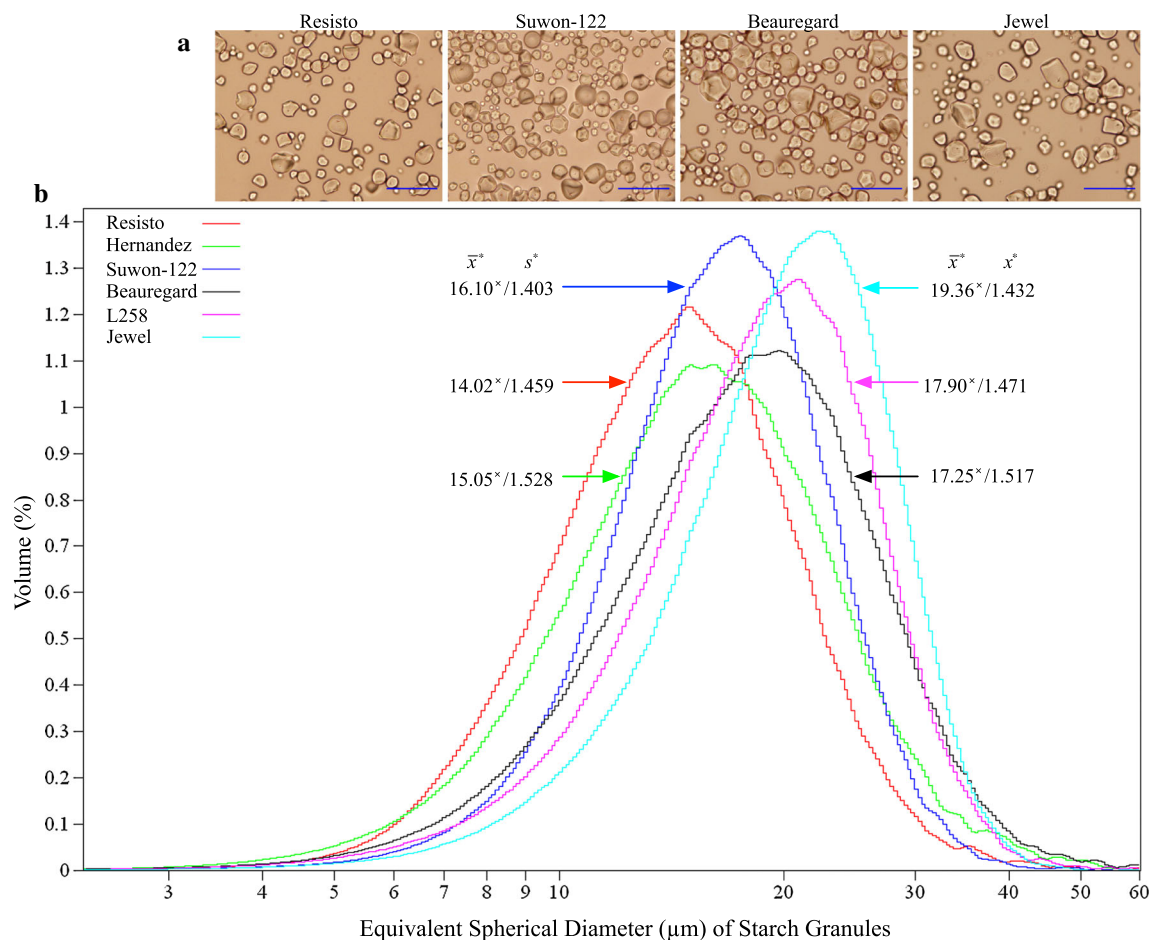 Resisto Suwon-122 Beauregard Jewel
a
b
1.4
1.3
1.2
1.1
1
0.9
0.8
0.7
0.6
0.5
0.4
0.3
0.2
0.1
0
Volume (%)
Resisto
Hernandez
Suwon-122
Beauregard
L258
Jewel
x̅* s*
16.10×/1.403
14.02×/1.459
15.05×/1.528
x̅* x*
19.36×/1.432
17.90×/1.471
17.25×/1.517
3 4 5 6 7 8 9 10 20 30 40 50 60
Equivalent Spherical Diameter (µm) of Starch Granules